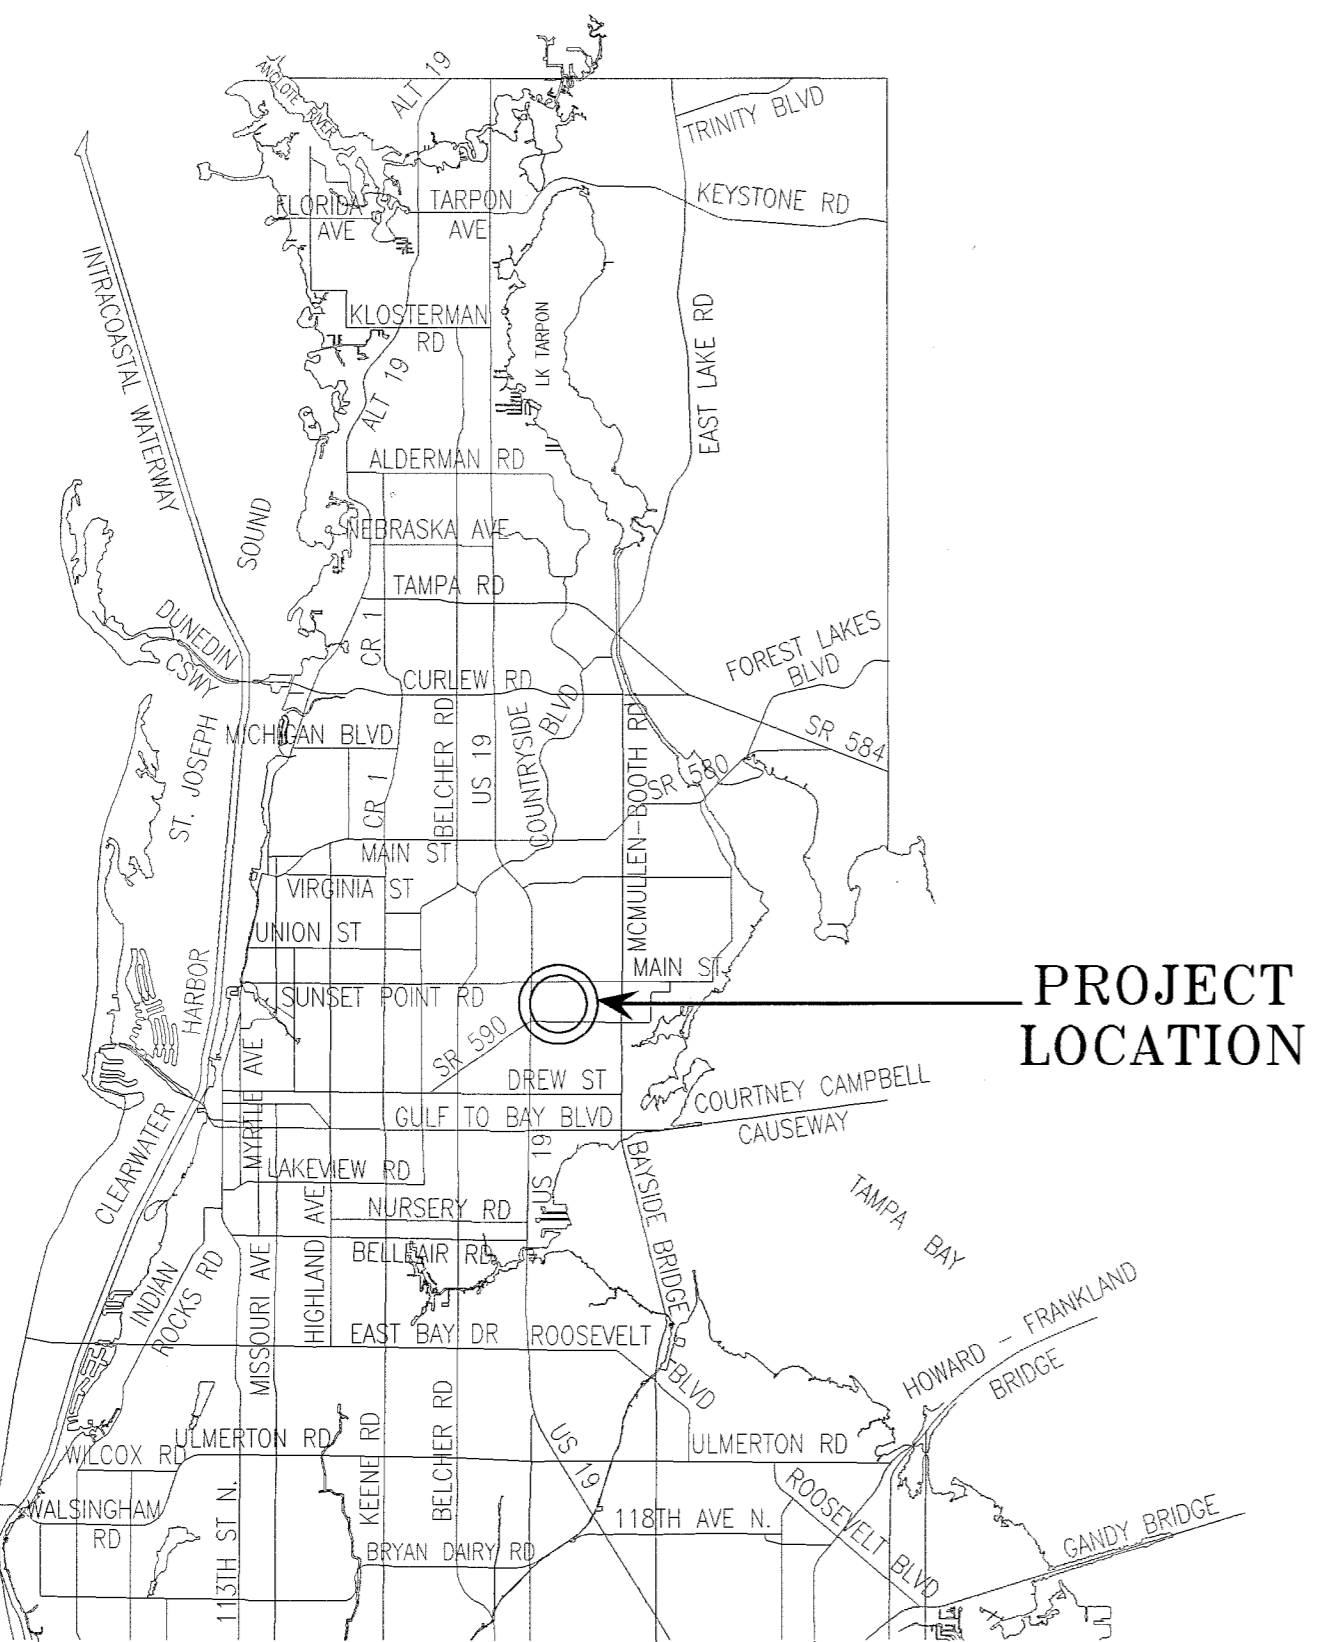 ALT 19
ANCLOTE RIVER
TRINITY BLVD
KEYSTONE RD
FLORIDA
AVE
TARPON
AVE
INTRACOASTAL WATERWAY
KLOSTERMAN
RD
LK TARPON
EAST LAKE RD
ALT 19
ALDERMAN RD
SOUND
NEBRASKA AVE
TAMPA RD
DUNEDIN
CSWY
CR 1
FOREST LAKES
BLVD
CURLEW RD
ST. JOSEPH
MICHIGAN BLVD
BELCHER RD
US 19
COUNTRYSIDE
BLVD
MCMULLEN-BOOTH RD
SR 584
SR 580
CR 1
MAIN ST
VIRGINIA ST
UNION ST
HARBOR
MAIN ST
SUNSET POINT RD
PROJECT
LOCATION
SR 590
MYRTLE AVE
DREW ST
COURTNEY CAMPBELL
CAUSEWAY
GULF TO BAY BLVD
CLEARWATER
LAKEVIEW RD
US 19
BAYSIDE BRIDGE
TAMPA
BAY
NURSERY RD
HIGHLAND AVE
BELLEAIR RD
INDIAN
ROCKS RD
MISSOURI AVE
EAST BAY DR
ROOSEVELT
BLVD
HOWARD - FRANKLAND
BRIDGE
ULMERTON RD
WILCOX RD
KEENE RD
BELCHER RD
US 19
ULMERTON RD
WALSINGHAM
RD
113TH ST N.
118TH AVE N.
ROOSEVELT BLVD
BRYAN DAIRY RD
GANDY BRIDGE